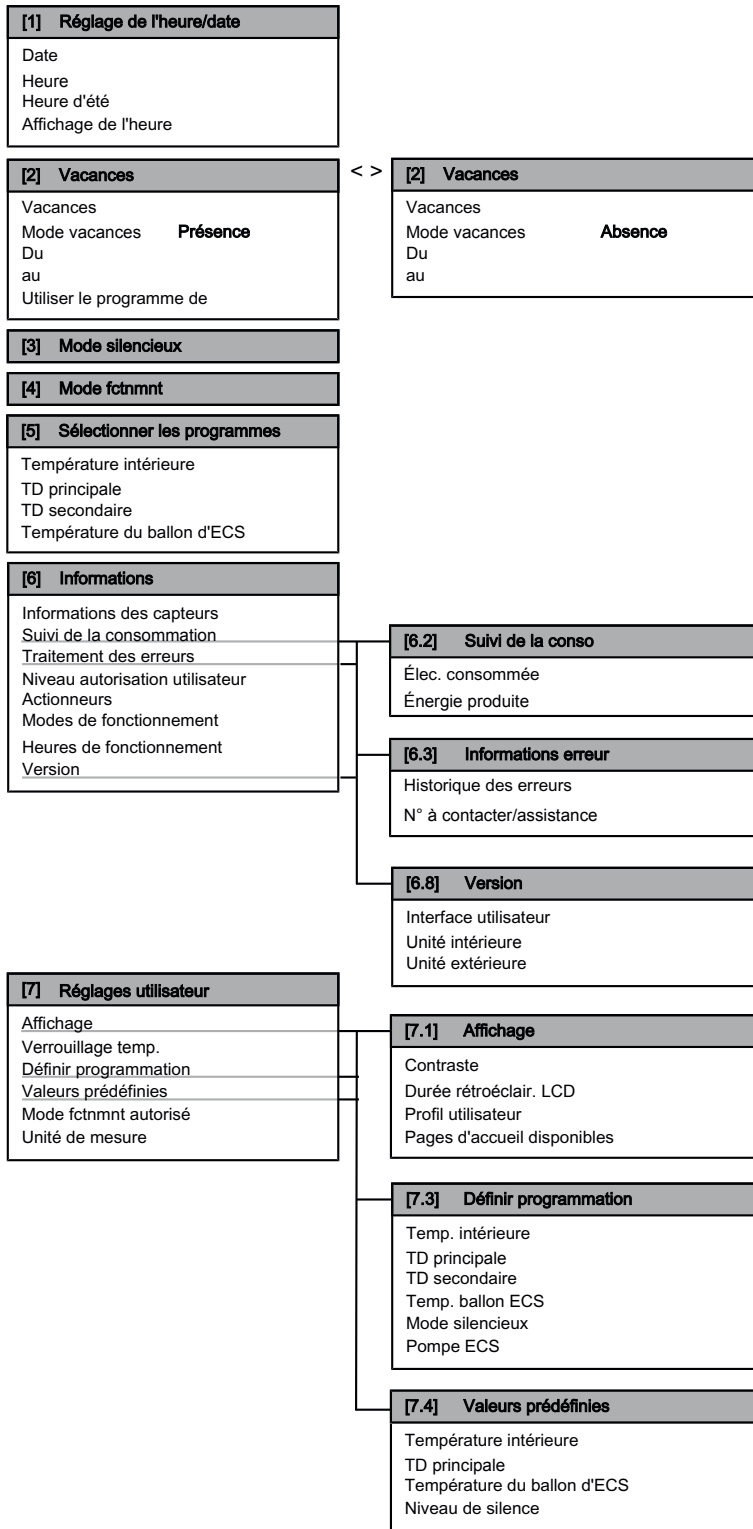 [1] Réglage de l'heure/date
Date
Heure
Heure d'été
Affichage de l'heure
[2] Vacances
Vacances
Mode vacances Présence
Du
au
Utiliser le programme de
< >
[2] Vacances
Vacances
Mode vacances Absence
Du
au
[3] Mode silencieux
[4] Mode fctnmnt
[5] Sélectionner les programmes
Température intérieure
TD principale
TD secondaire
Température du ballon d'ECS
[6] Informations
Informations des capteurs
Suivi de la consommation
Traitement des erreurs
Niveau autorisation utilisateur
Actionneurs
Modes de fonctionnement
Heures de fonctionnement
Version
[6.2] Suivi de la conso
Élec. consommée
Énergie produite
[6.3] Informations erreur
Historique des erreurs
N° à contacter/assistance
[6.8] Version
Interface utilisateur
Unité intérieure
Unité extérieure
[7] Réglages utilisateur
Affichage
Verrouillage temp.
Définir programmation
Valeurs prédéfinies
Mode fctnmnt autorisé
Unité de mesure
[7.1] Affichage
Contraste
Durée rétroéclair. LCD
Profil utilisateur
Pages d'accueil disponibles
[7.3] Définir programmation
Temp. intérieure
TD principale
TD secondaire
Temp. ballon ECS
Mode silencieux
Pompe ECS
[7.4] Valeurs prédéfinies
Température intérieure
TD principale
Température du ballon d'ECS
Niveau de silence